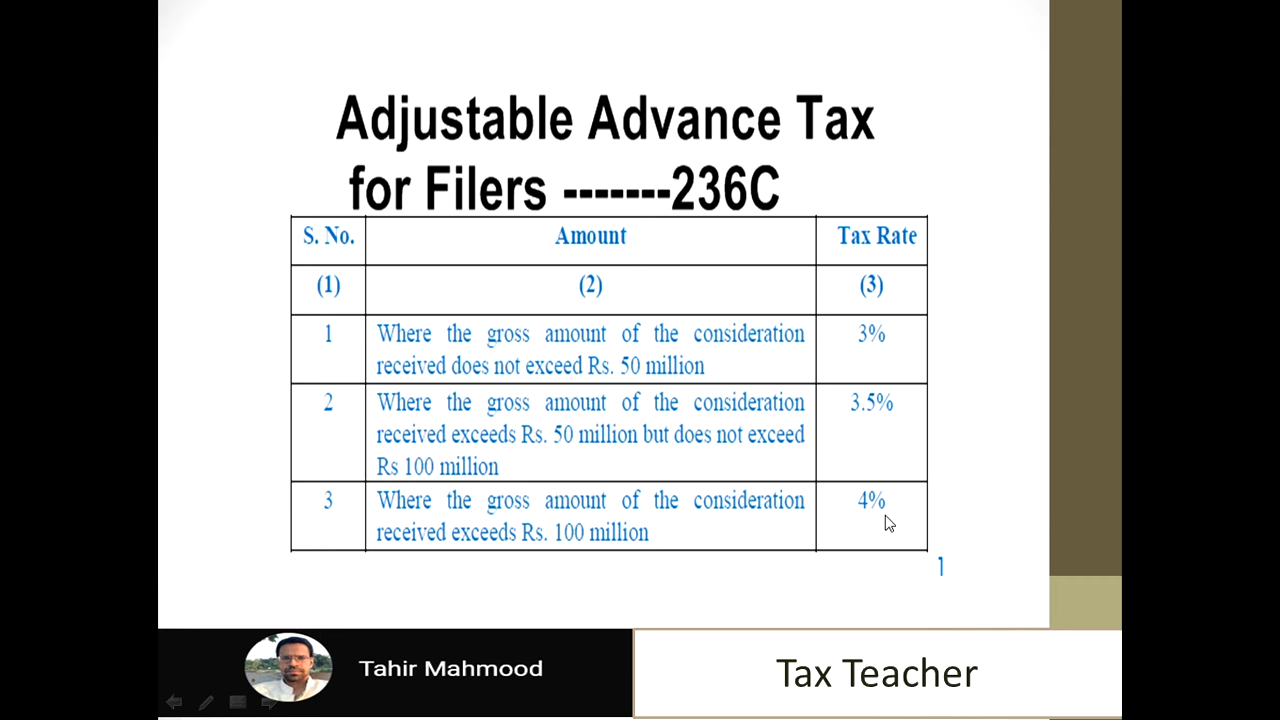 Adjustable Advance Tax
for Filers -------236C
S. No. Amount Tax Rate
(1) (2) (3)
1 Where the gross amount of the consideration 3%
received does not exceed Rs. 50 million
2 Where the gross amount of the consideration 3.5%
received exceeds Rs. 50 million but does not exceed
Rs 100 million
3 Where the gross amount of the consideration 4%
received exceeds Rs. 100 million
1
Tahir Mahmood
Tax Teacher